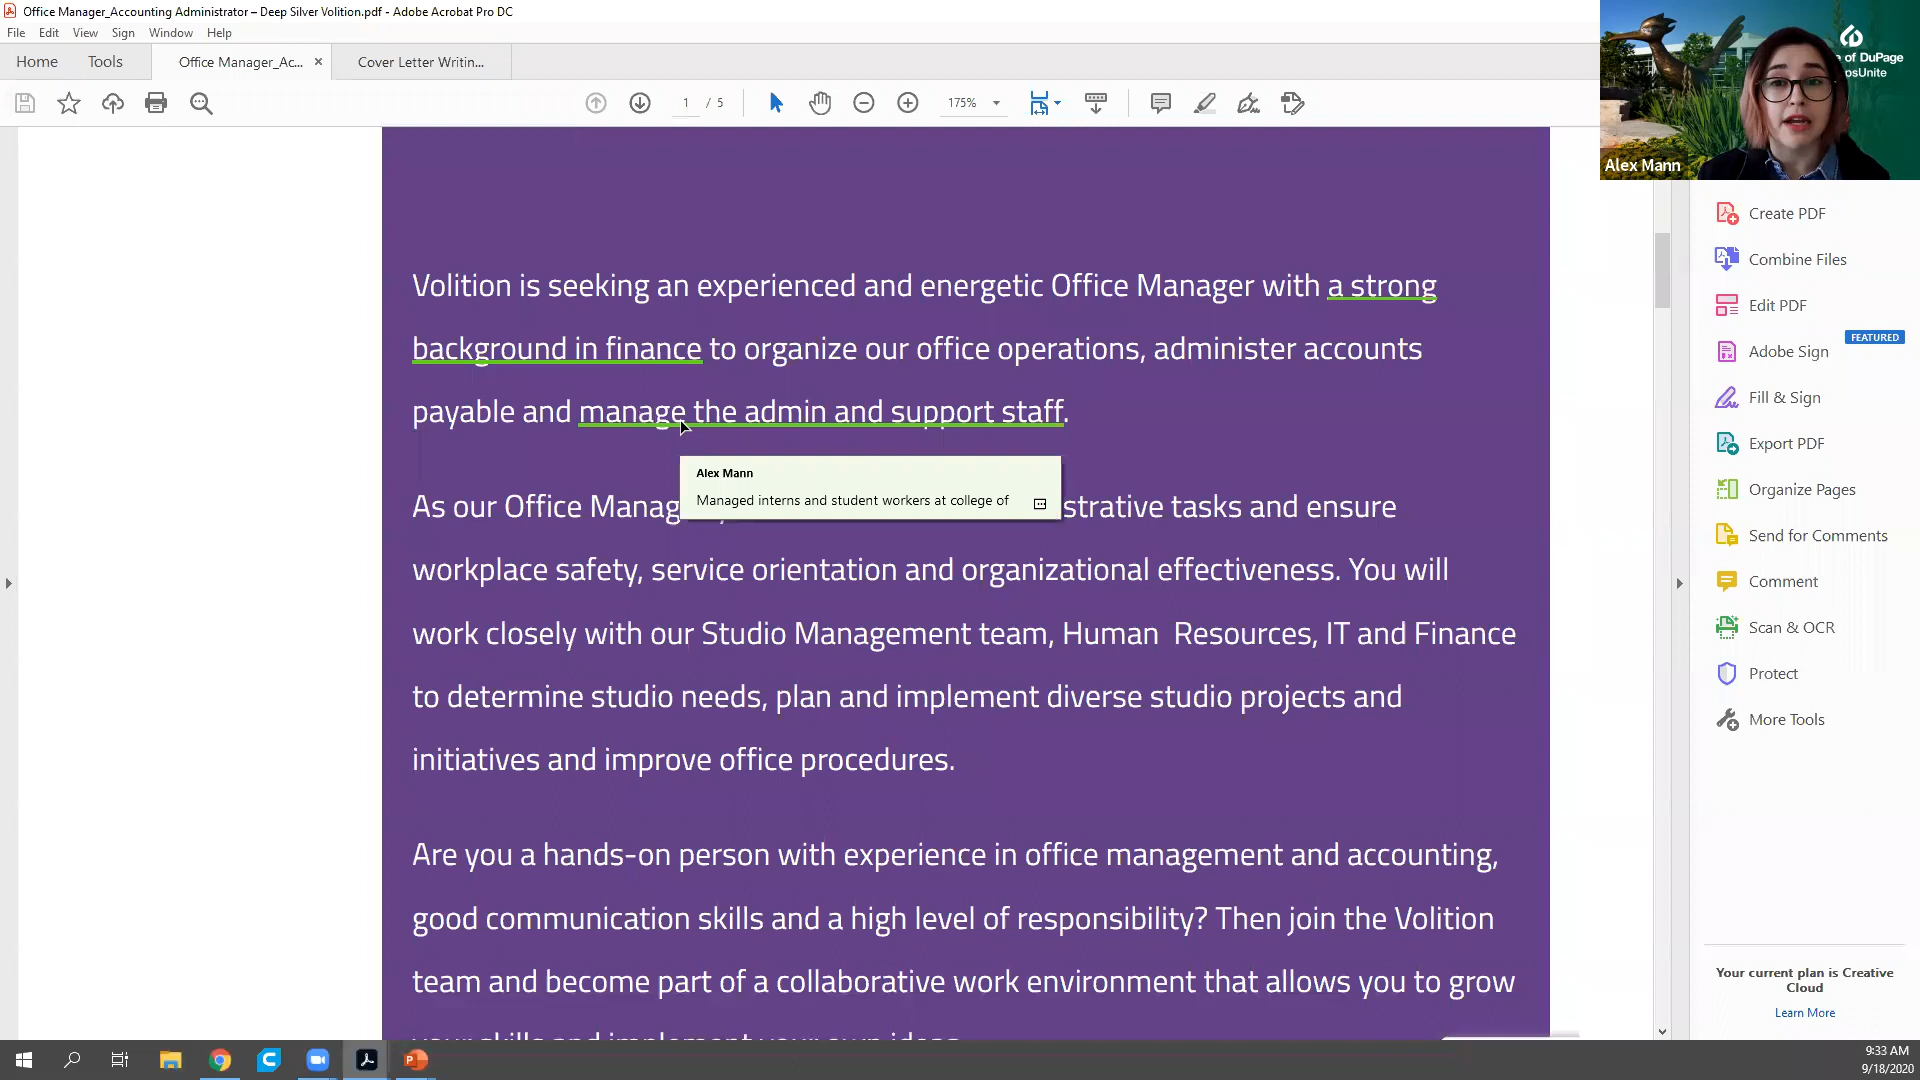 Office Manager_Accounting Administrator – Deep Silver Volition.pdf - Adobe Acrobat Pro DC
File Edit View Sign Window Help
Home Tools Office Manager_Ac... × Cover Letter Writin...
1 / 5 175%
of DuPage
Alex Mann
Volition is seeking an experienced and energetic Office Manager with a strong
background in finance to organize our office operations, administer accounts
payable and manage the admin and support staff.
Alex Mann
Managed interns and student workers at college of
As our Office Manag strative tasks and ensure
workplace safety, service orientation and organizational effectiveness. You will
work closely with our Studio Management team, Human Resources, IT and Finance
to determine studio needs, plan and implement diverse studio projects and
initiatives and improve office procedures.
Are you a hands-on person with experience in office management and accounting,
good communication skills and a high level of responsibility? Then join the Volition
team and become part of a collaborative work environment that allows you to grow
your skills and implement your own ideas.
Create PDF
Combine Files
Edit PDF
FEATURED
Adobe Sign
Fill & Sign
Export PDF
Organize Pages
Send for Comments
Comment
Scan & OCR
Protect
More Tools
Your current plan is Creative
Cloud
Learn More
9:33 AM
9/18/2020